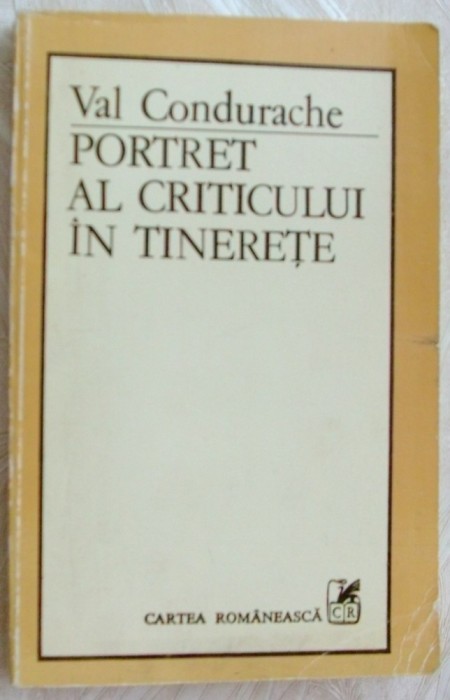 Val Condurache
PORTRET
AL CRITICULUI
ÎN TINEREȚE
CARTEA ROMÂNEASCĂ
CR